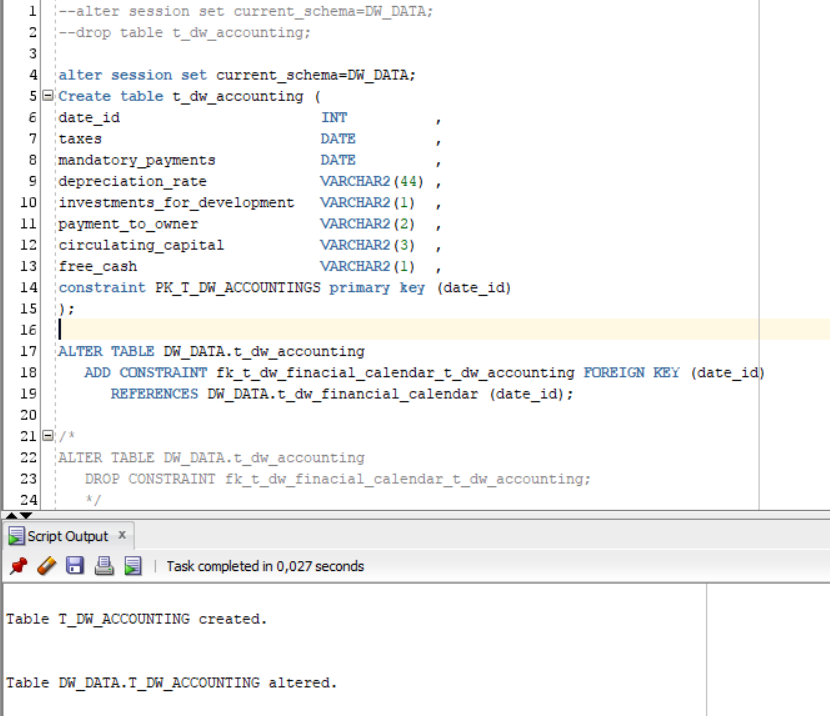 1 --alter session set current_schema=DW_DATA;
2 --drop table t_dw_accounting;
3
4 alter session set current_schema=DW_DATA;
5 Create table t_dw_accounting (
6 date_id INT ,
7 taxes DATE ,
8 mandatory_payments DATE ,
9 depreciation_rate VARCHAR2(44) ,
10 investments_for_development VARCHAR2(1) ,
11 payment_to_owner VARCHAR2(2) ,
12 circulating_capital VARCHAR2(3) ,
13 free_cash VARCHAR2(1) ,
14 constraint PK_T_DW_ACCOUNTINGS primary key (date_id)
15 );
16
17 ALTER TABLE DW_DATA.t_dw_accounting
18 ADD CONSTRAINT fk_t_dw_finacial_calendar_t_dw_accounting FOREIGN KEY (date_id)
19 REFERENCES DW_DATA.t_dw_financial_calendar (date_id);
20
21 /*
22 ALTER TABLE DW_DATA.t_dw_accounting
23 DROP CONSTRAINT fk_t_dw_finacial_calendar_t_dw_accounting;
24 */
Script Output x
Task completed in 0,027 seconds
Table T_DW_ACCOUNTING created.
Table DW_DATA.T_DW_ACCOUNTING altered.